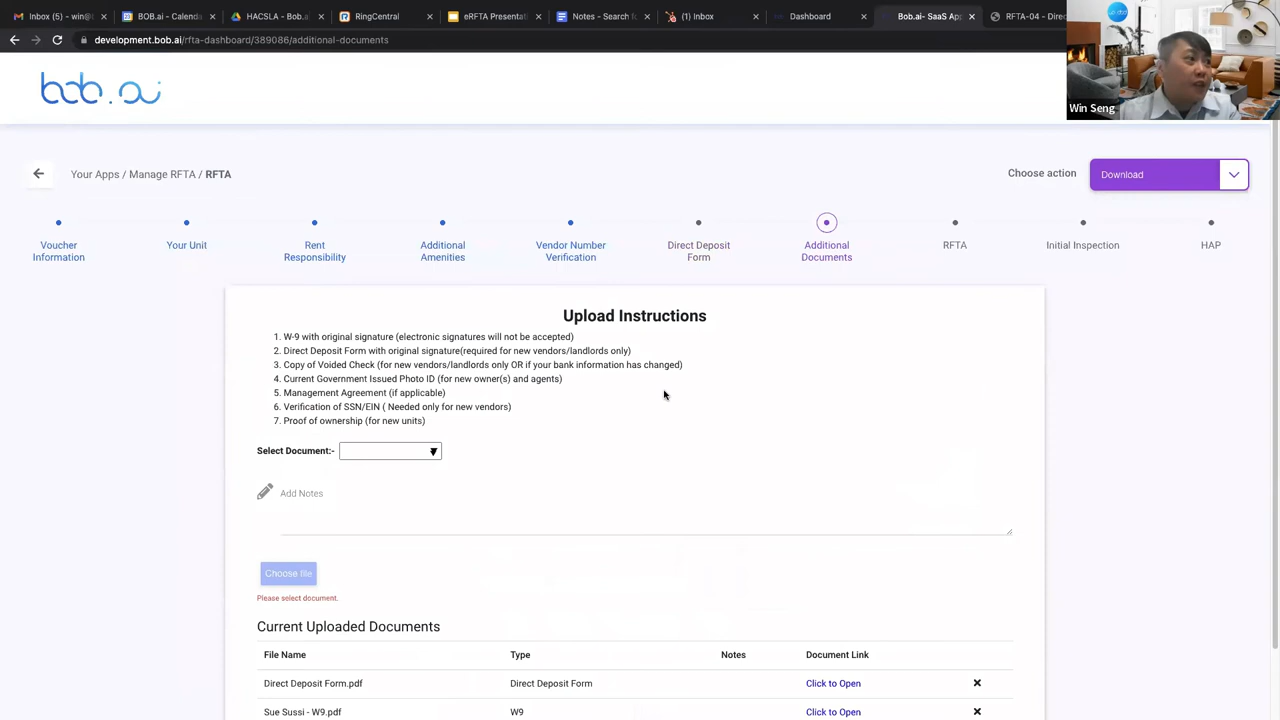 Inbox (5) - win@
BOB.ai - Calenda
HACSLA - Bob.a
RingCentral
eRFTA Presentati
Notes - Search f
(1) Inbox
Dashboard
Bob.ai- SaaS App
RFTA-04 - Direc
development.bob.ai/rfta-dashboard/389086/additional-documents
bob.ai
Win Seng
Your Apps / Manage RFTA / RFTA
Choose action
Download
Voucher Information
Your Unit
Rent Responsibility
Additional Amenities
Vendor Number Verification
Direct Deposit Form
Additional Documents
RFTA
Initial Inspection
HAP
Upload Instructions
1. W-9 with original signature (electronic signatures will not be accepted)
2. Direct Deposit Form with original signature(required for new vendors/landlords only)
3. Copy of Voided Check (for new vendors/landlords only OR if your bank information has changed)
4. Current Government Issued Photo ID (for new owner(s) and agents)
5. Management Agreement (if applicable)
6. Verification of SSN/EIN ( Needed only for new vendors)
7. Proof of ownership (for new units)
Select Document:-
Add Notes
Choose file
Please select document.
Current Uploaded Documents
File Name Type Notes Document Link
Direct Deposit Form.pdf Direct Deposit Form Click to Open
Sue Sussi - W9.pdf W9 Click to Open